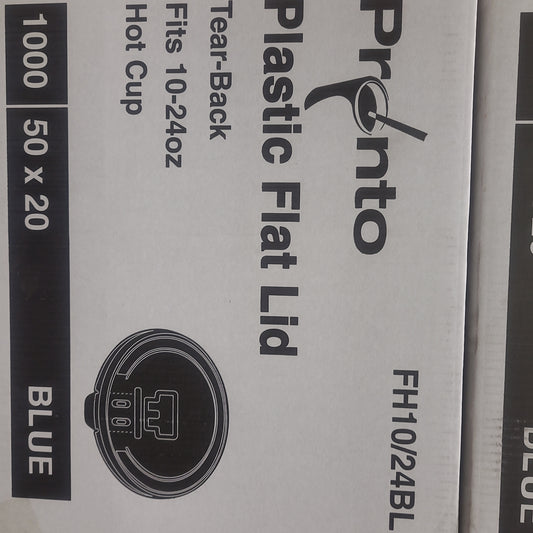 Pronto
FH10/24BL
Plastic Flat Lid
Tear-Back
Fits 10-24oz
Hot Cup
1000 50 x 20 BLUE
BLUE